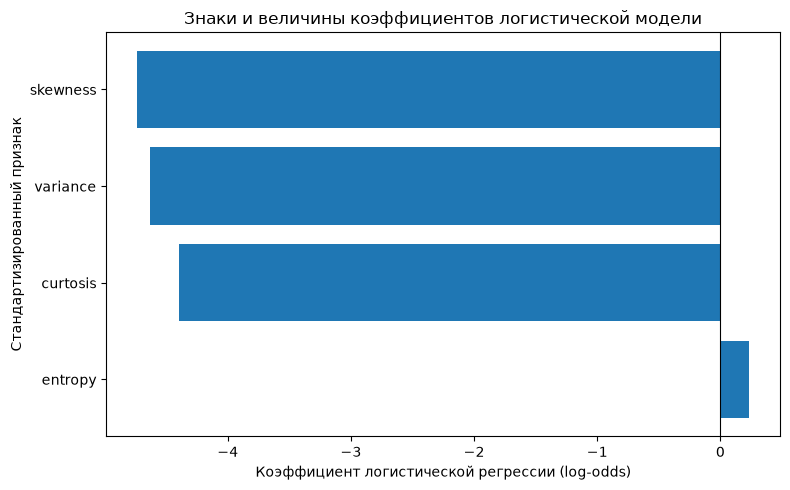 Знаки и величины коэффициентов логистической модели
Стандартизированный признак
skewness
variance
curtosis
entropy
−4
−3
−2
−1
0
Коэффициент логистической регрессии (log-odds)